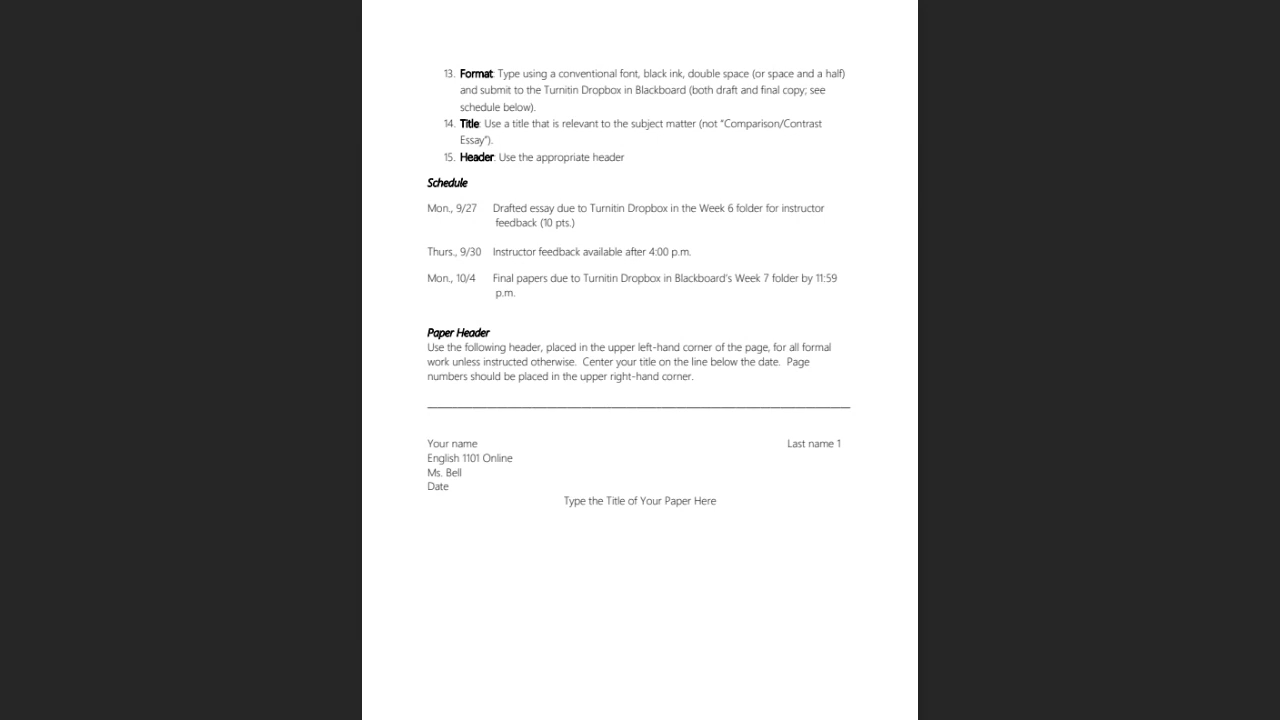 13. Format: Type using a conventional font, black ink, double space (or space and a half)
and submit to the Turnitin Dropbox in Blackboard (both draft and final copy; see
schedule below).
14. Title: Use a title that is relevant to the subject matter (not “Comparison/Contrast
Essay”).
15. Header: Use the appropriate header
Schedule
Mon., 9/27 Drafted essay due to Turnitin Dropbox in the Week 6 folder for instructor
feedback (10 pts.)
Thurs., 9/30 Instructor feedback available after 4:00 p.m.
Mon., 10/4 Final papers due to Turnitin Dropbox in Blackboard’s Week 7 folder by 11:59
p.m.
Paper Header
Use the following header, placed in the upper left-hand corner of the page, for all formal
work unless instructed otherwise. Center your title on the line below the date. Page
numbers should be placed in the upper right-hand corner.
Your name Last name 1
English 1101 Online
Ms. Bell
Date
Type the Title of Your Paper Here